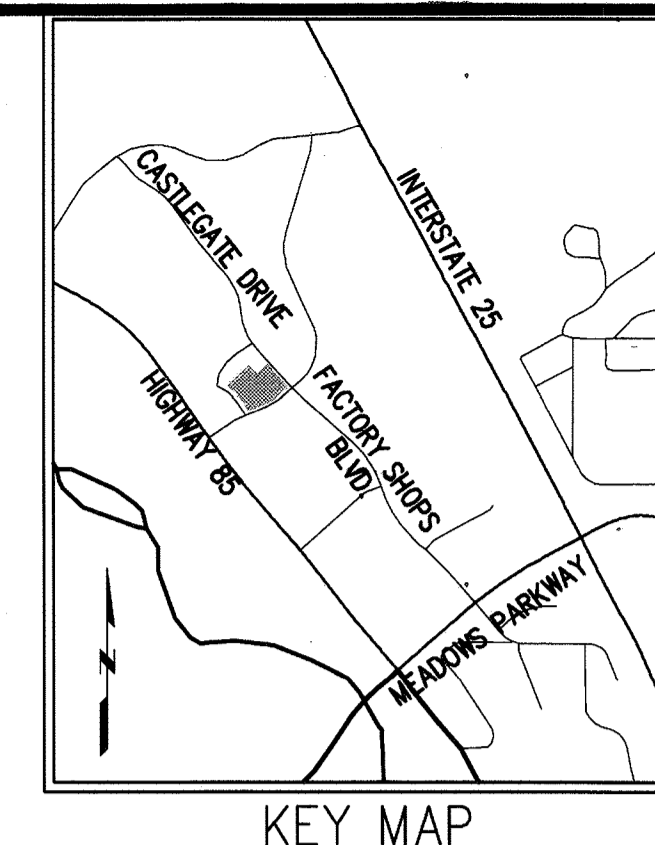 CASTLEGATE DRIVE
INTERSTATE 25
HIGHWAY 85
FACTORY SHOPS
BLVD.
MEADOWS PARKWAY
N
KEY MAP